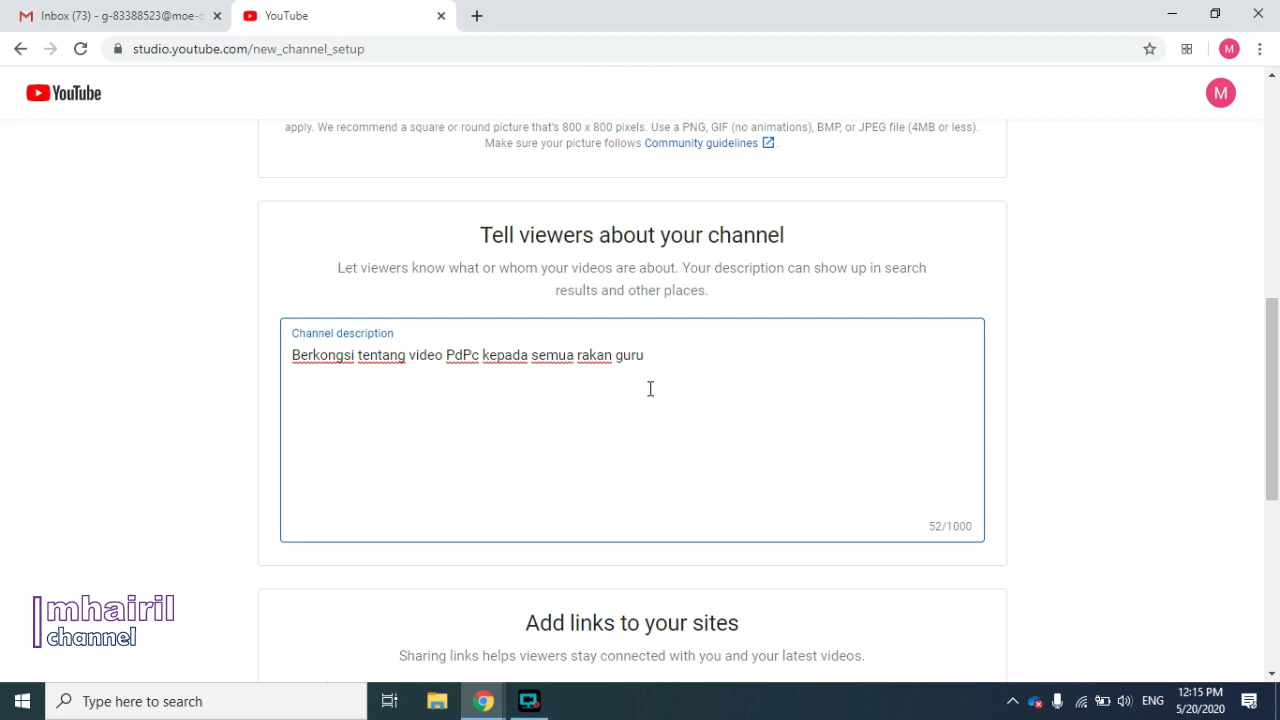 Inbox (73) - g-83388523@moe-d
YouTube
studio.youtube.com/new_channel_setup
M
YouTube
M
apply. We recommend a square or round picture that's 800 x 800 pixels. Use a PNG, GIF (no animations), BMP, or JPEG file (4MB or less).
Make sure your picture follows Community guidelines .
Tell viewers about your channel
Let viewers know what or whom your videos are about. Your description can show up in search
results and other places.
Channel description
Berkongsi tentang video PdPc kepada semua rakan guru
52/1000
Add links to your sites
Sharing links helps viewers stay connected with you and your latest videos.
mhairil
channel
Type here to search
ENG
12:15 PM
5/20/2020